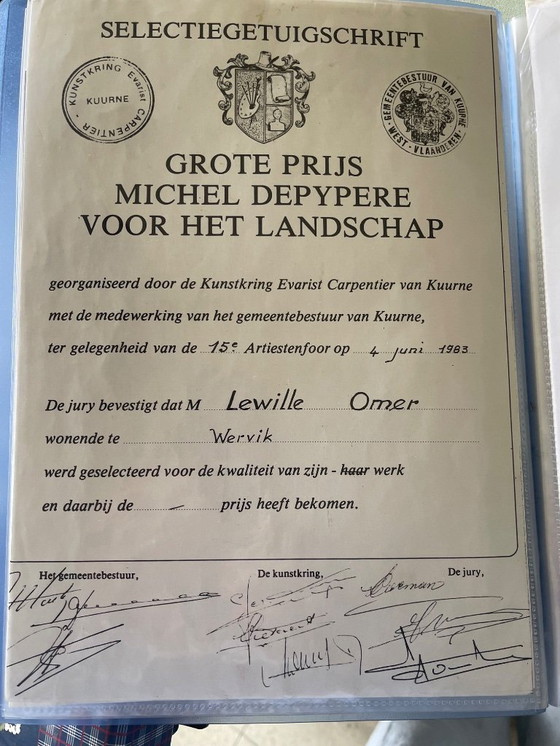 SELECTIEGETUIGSCHRIFT
KUNSTKRING Evarist CARPENTIER
KUURNE
GEMEENTEBESTUUR VAN KUURNE
WEST-VLAANDEREN
GROTE PRIJS
MICHEL DEPYPERE
VOOR HET LANDSCHAP
georganiseerd door de Kunstkring Evarist Carpentier van Kuurne
met de medewerking van het gemeentebestuur van Kuurne,
ter gelegenheid van de 15e Artiestenfoor op 4 juni 1983
De jury bevestigt dat M Lewille Omer
wonende te Wervik
werd geselecteerd voor de kwaliteit van zijn - haar werk
en daarbij de — prijs heeft bekomen.
Het gemeentebestuur,
De kunstkring,
De jury,